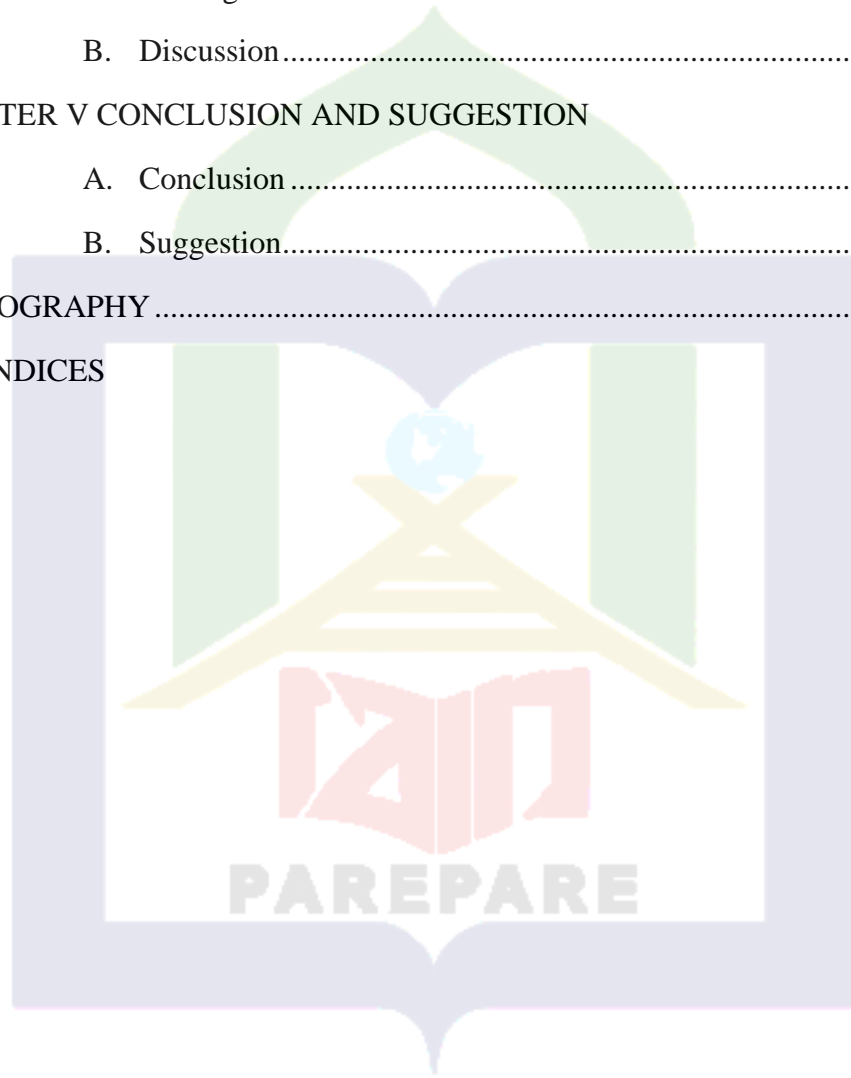 B. Discussion................................................................................
TER V CONCLUSION AND SUGGESTION
A. Conclusion................................................................................
B. Suggestion................................................................................
OGRAPHY................................................................................
NDICES
PAREPARE